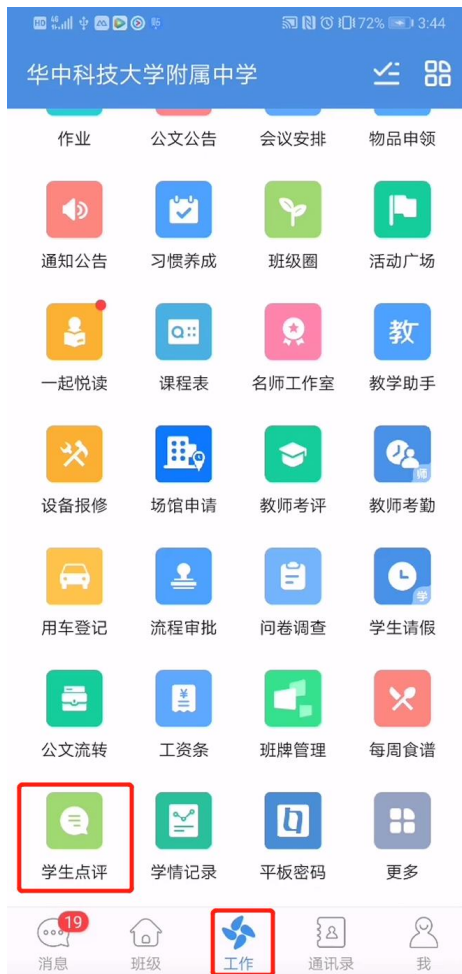 HD 4G 72% 3:44
华中科技大学附属中学
作业 公文公告 会议安排 物品申领
通知公告 习惯养成 班级圈 活动广场
教
一起悦读 课程表 名师工作室 教学助手
师
设备报修 场馆申请 教师考评 教师考勤
学
用车登记 流程审批 问卷调查 学生请假
¥
公文流转 工资条 班牌管理 每周食谱
学生点评 学情记录 平板密码 更多
19
消息 班级 工作 通讯录 我